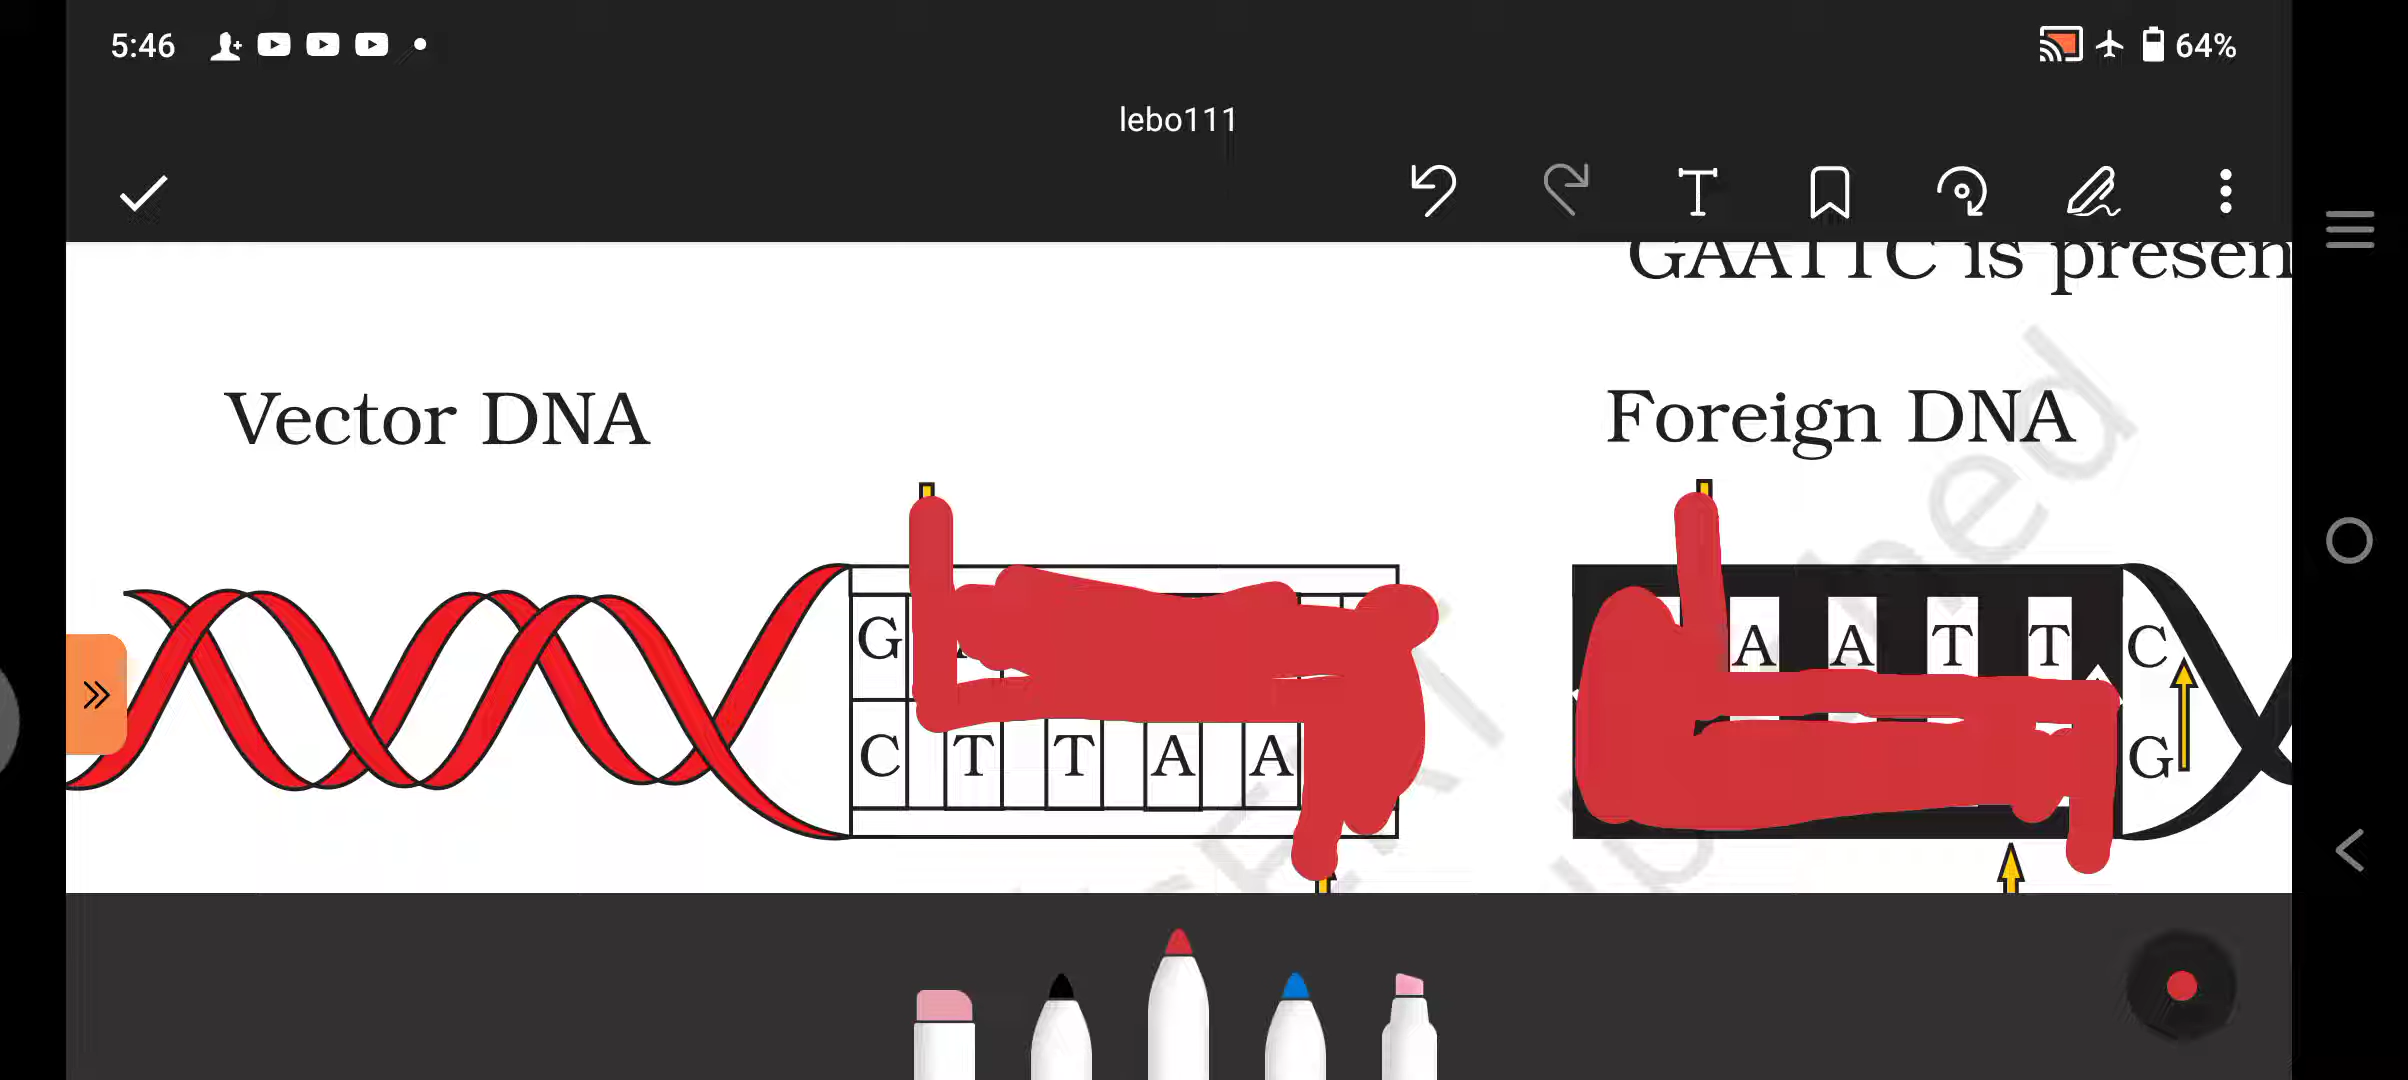 5:46
64%
lebo111
GAATTC is presen
Vector DNA
Foreign DNA
G
A A T T C
C T T A A
G